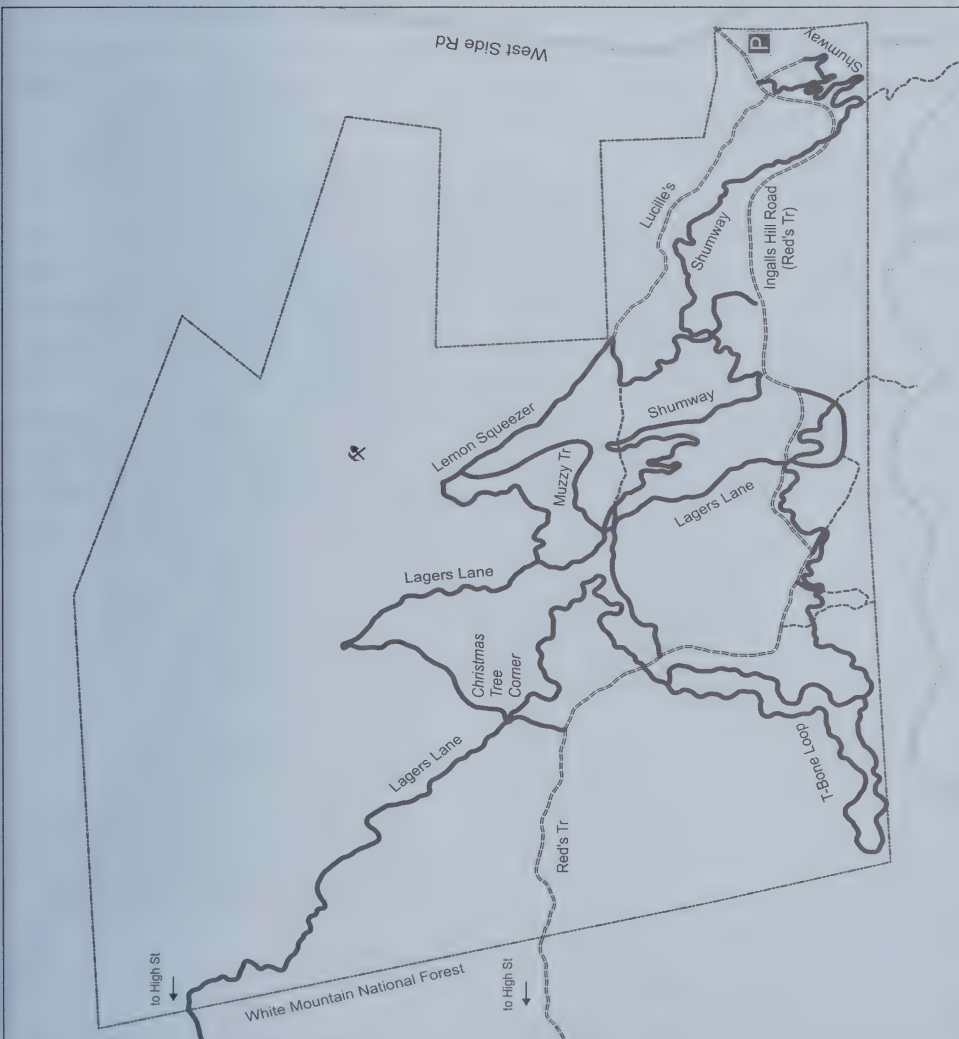 West Side Rd
P
Shumway
Lucille's
Shumway
Ingalls Hill Road
(Red's Tr)
Lemon Squeezer
Shumway
Muzzy Tr
Lagers Lane
Lagers Lane
Christmas
Tree
Corner
Lagers Lane
T-Bone Loop
Red's Tr
to High St
White Mountain National Forest
to High St